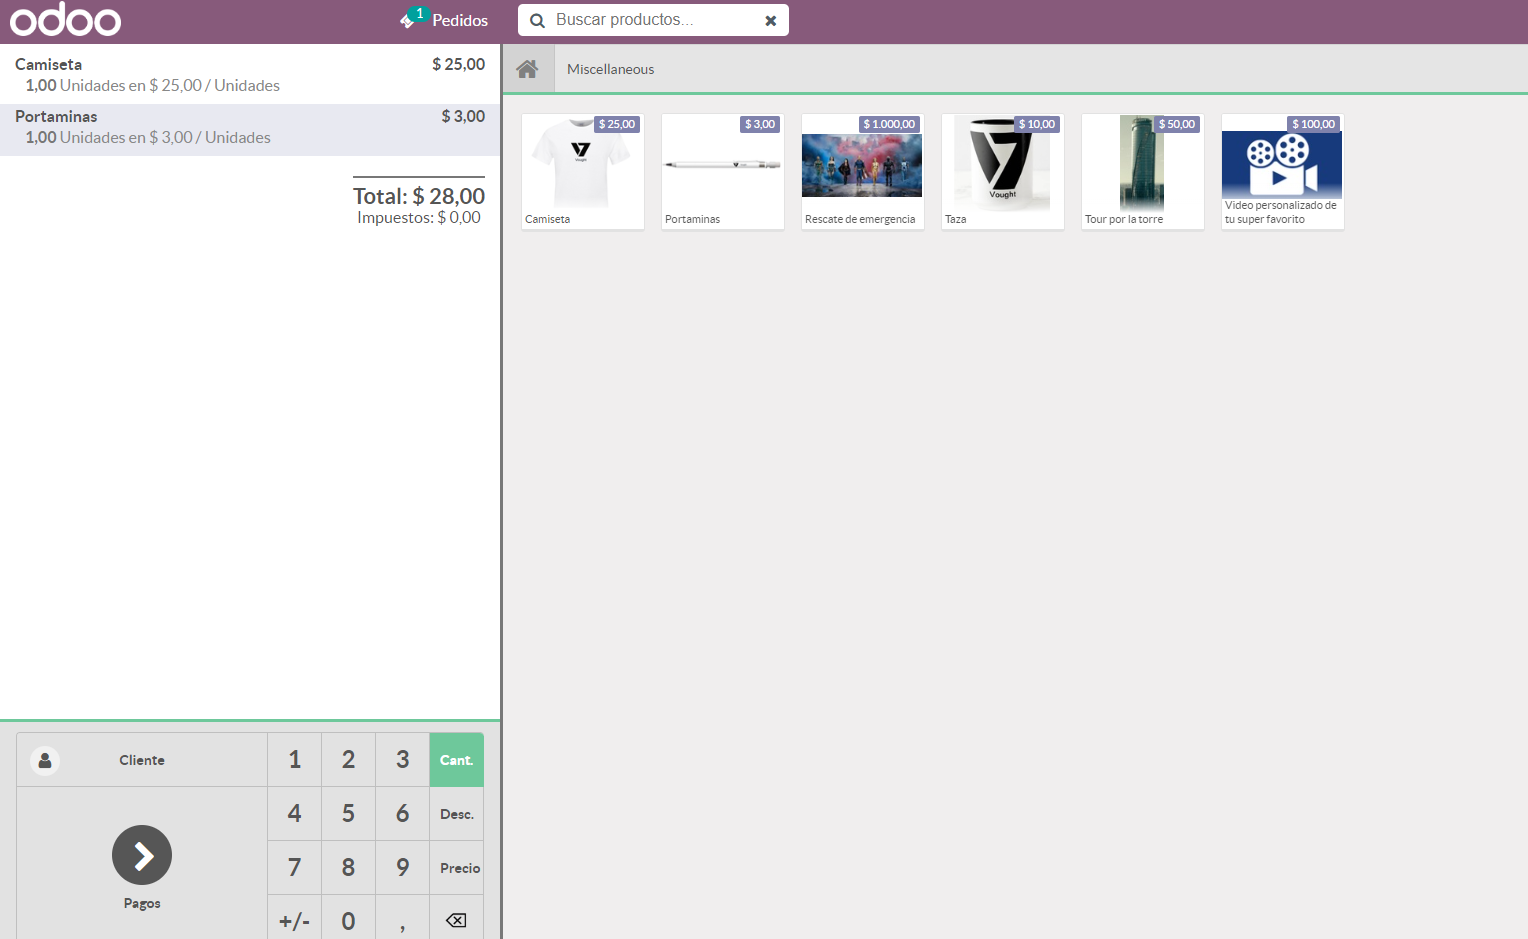 odoo
1
Pedidos
Buscar productos...
Camiseta $ 25,00
1,00 Unidades en $ 25,00 / Unidades
Portaminas $ 3,00
1,00 Unidades en $ 3,00 / Unidades
Total: $ 28,00
Impuestos: $ 0,00
Miscellaneous
$ 25,00
Vought
Camiseta
$ 3,00
Portaminas
$ 1.000,00
Rescate de emergencia
$ 10,00
Vought
Taza
$ 50,00
Tour por la torre
$ 100,00
Video personalizado de
tu super favorito
Cliente
1 2 3 Cant.
4 5 6 Desc.
7 8 9 Precio
+/- 0 ,
Pagos